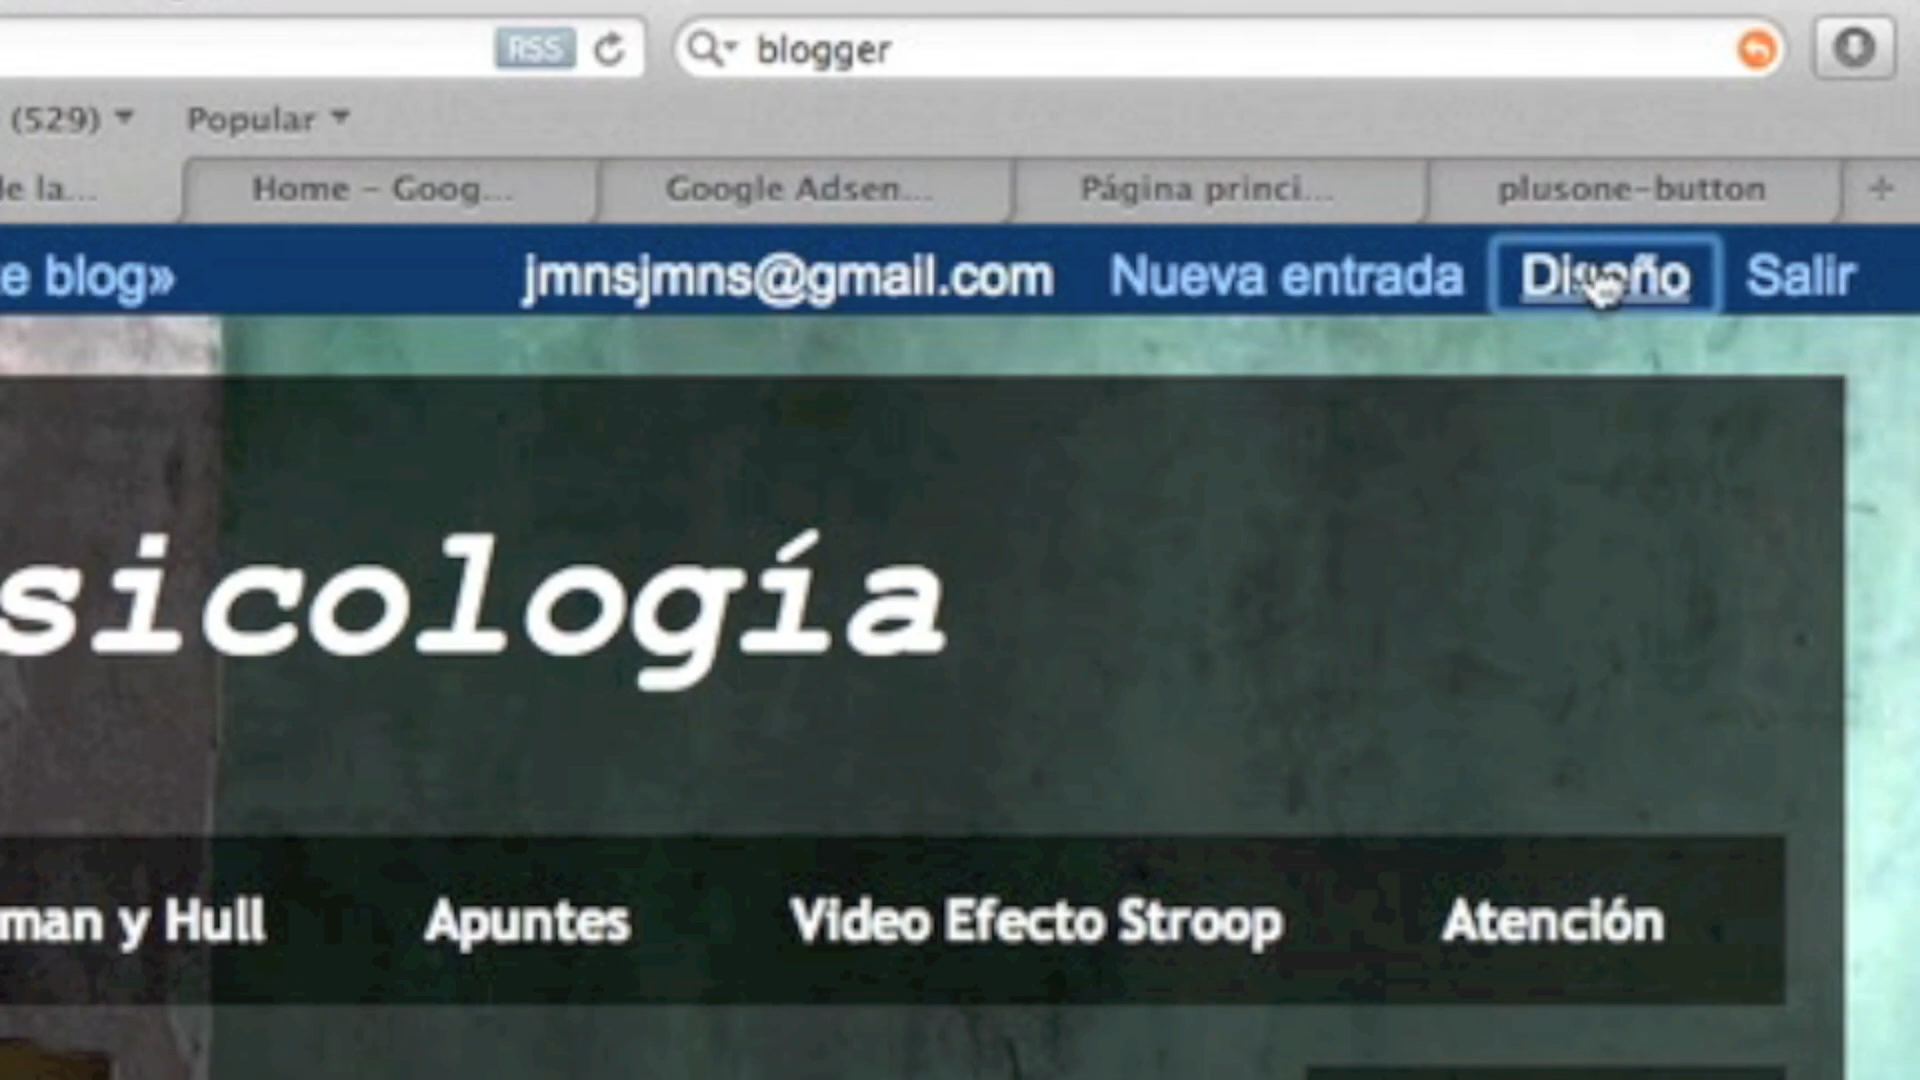 RSS blogger
(529) Popular
le la... Home – Goog... Google Adsen... Página princi... plusone-button +
e blog» jmnsjmns@gmail.com Nueva entrada Diseño Salir
sicología
man y Hull Apuntes Video Efecto Stroop Atención